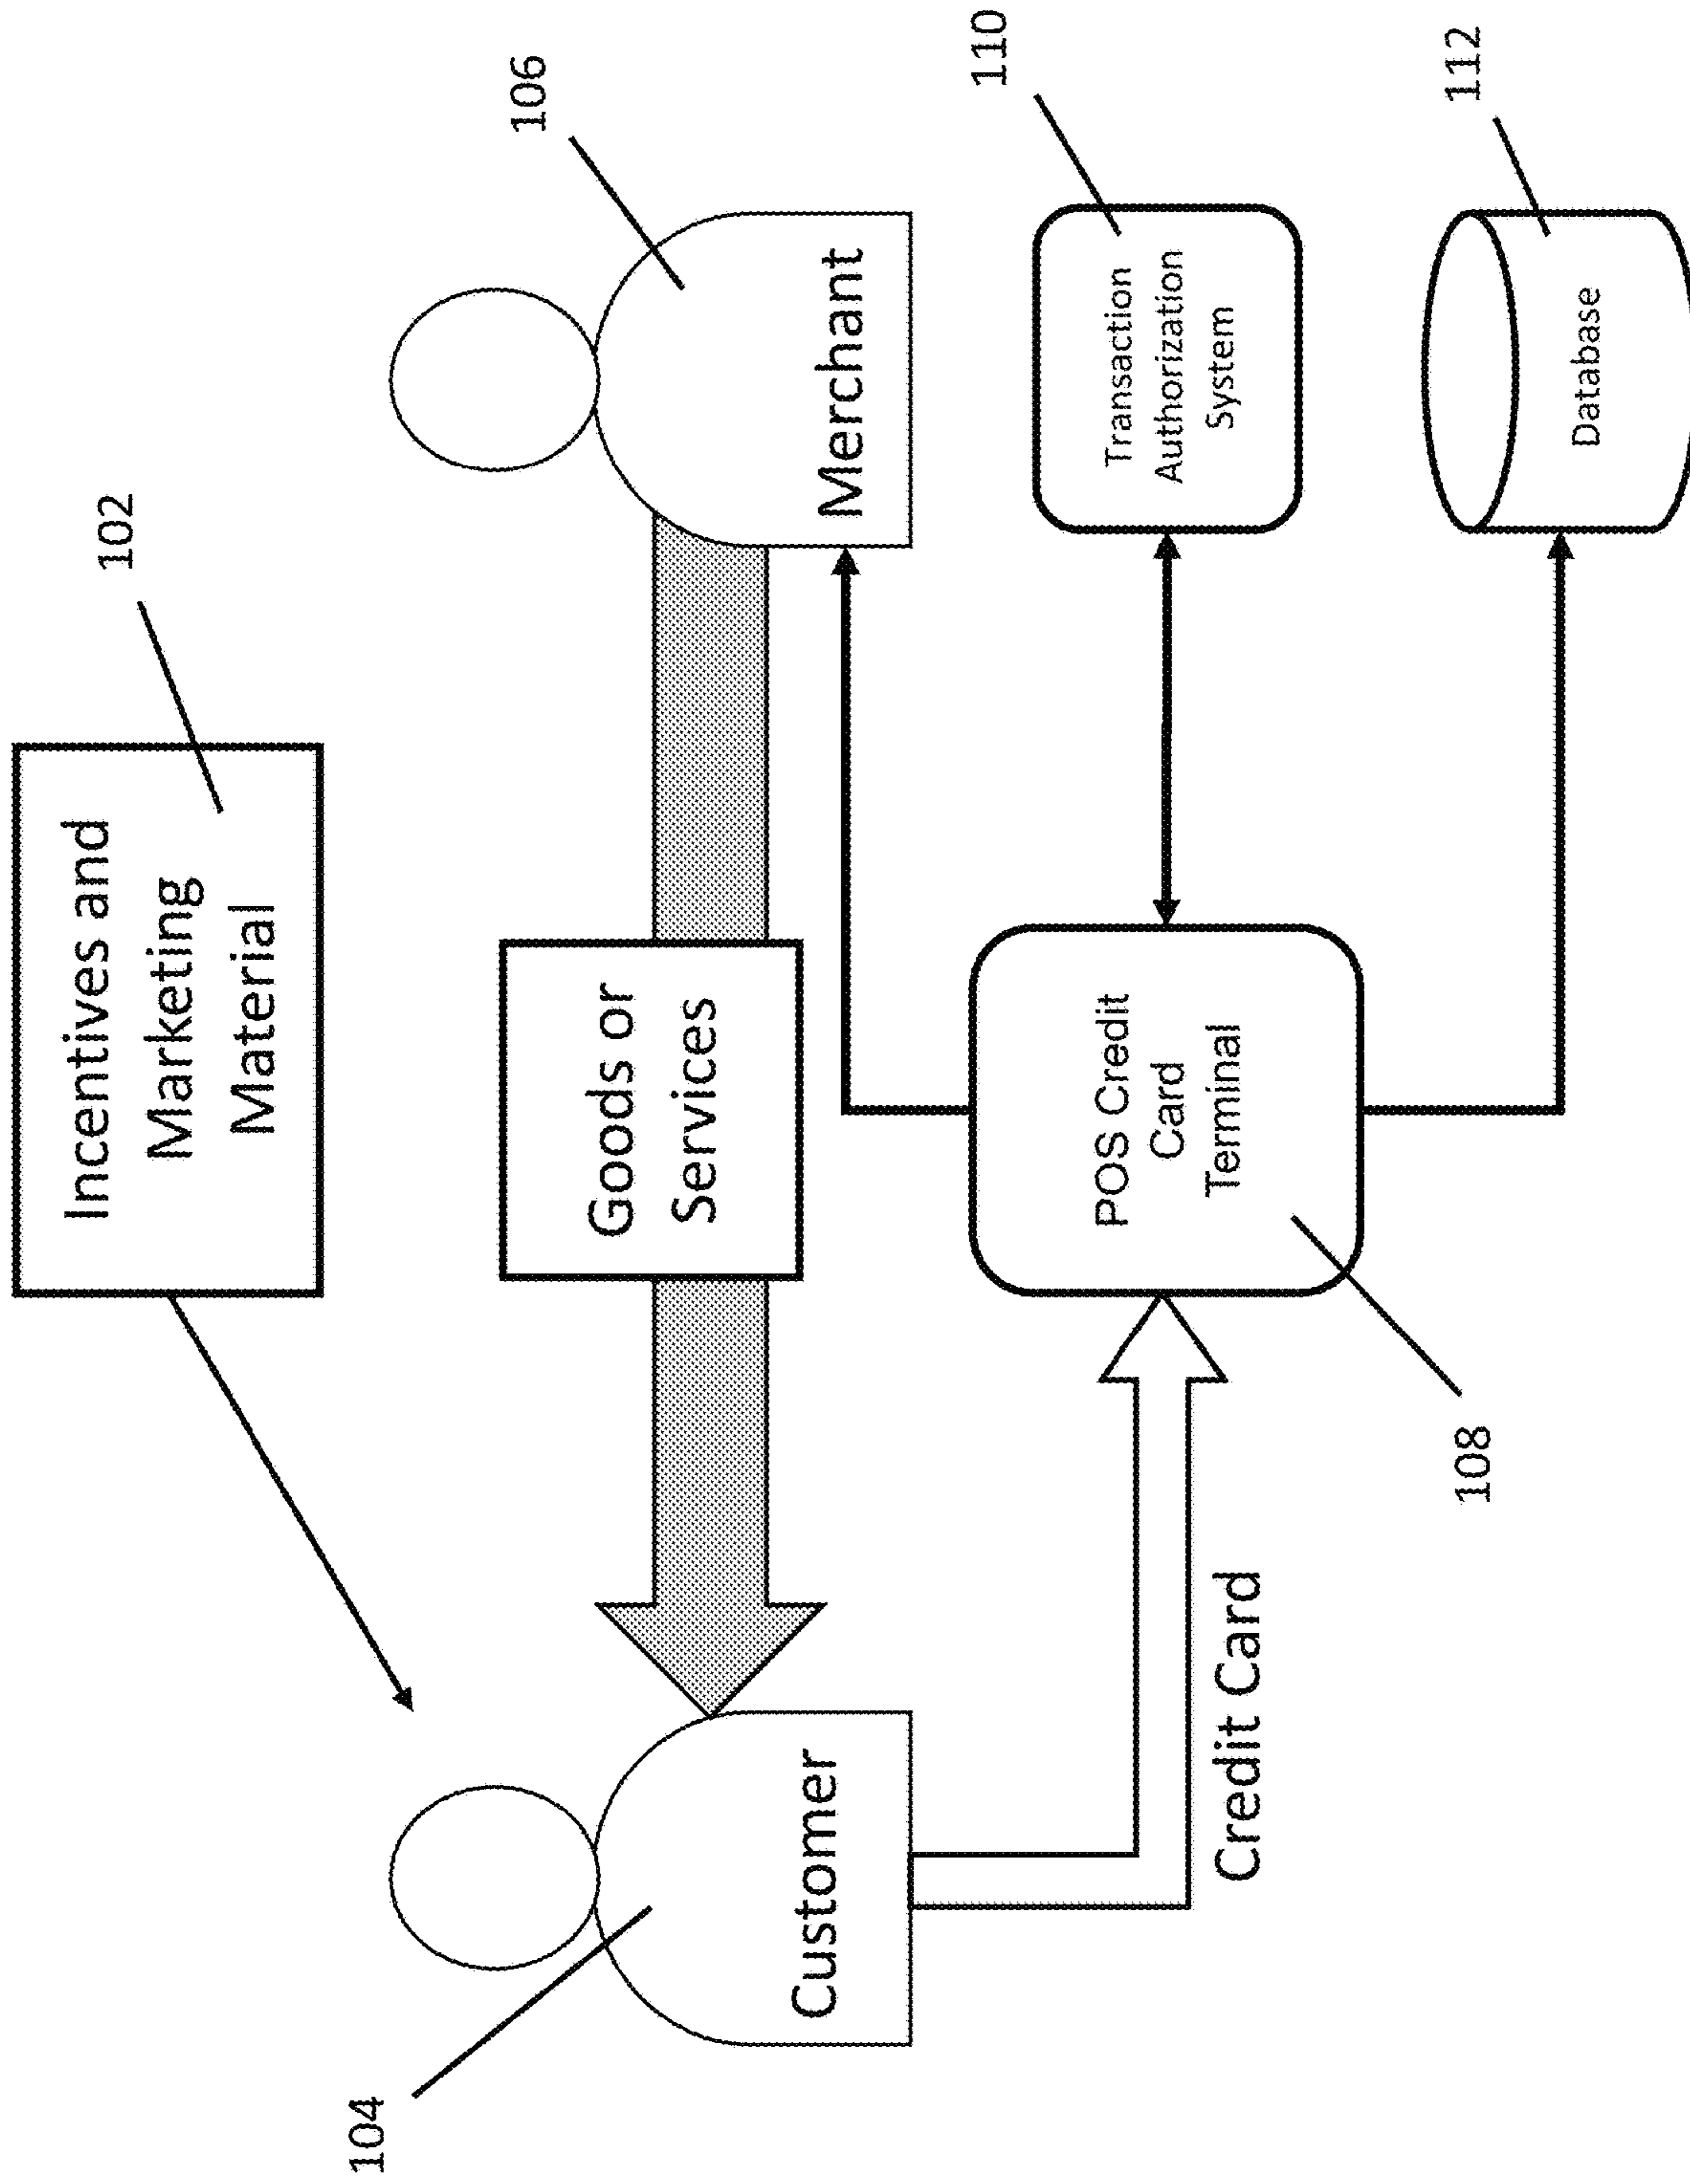 102
Incentives and
Marketing
Material
104
106
Customer
Goods or
Services
Merchant
POS Credit
Card
Terminal
110
Transaction
Authorization
System
Credit Card
108
112
Database